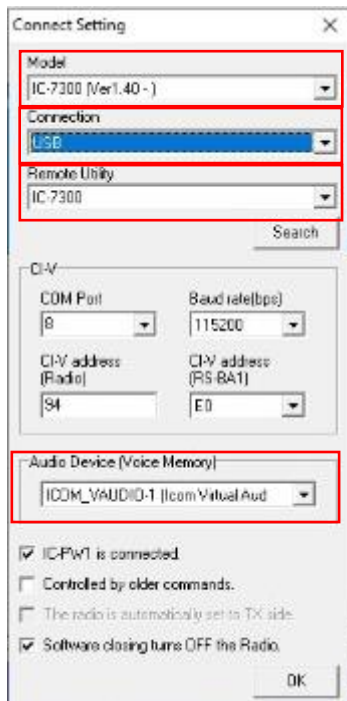 Connect Setting
Model
IC-7300 (Ver1.40 - )
Connection
USB
Remote Utility
IC-7300
Search
CI-V
COM Port Baud rate(bps)
8 115200
CI-V address (Radio) CI-V address (RS-BA1)
94 E0
Audio Device (Voice Memory)
ICOM_VAUDIO-1 (Icom Virtual Aud
IC-PW1 is connected.
Controlled by older commands.
The radio is automatically set to TX side.
Software closing turns OFF the Radio.
OK